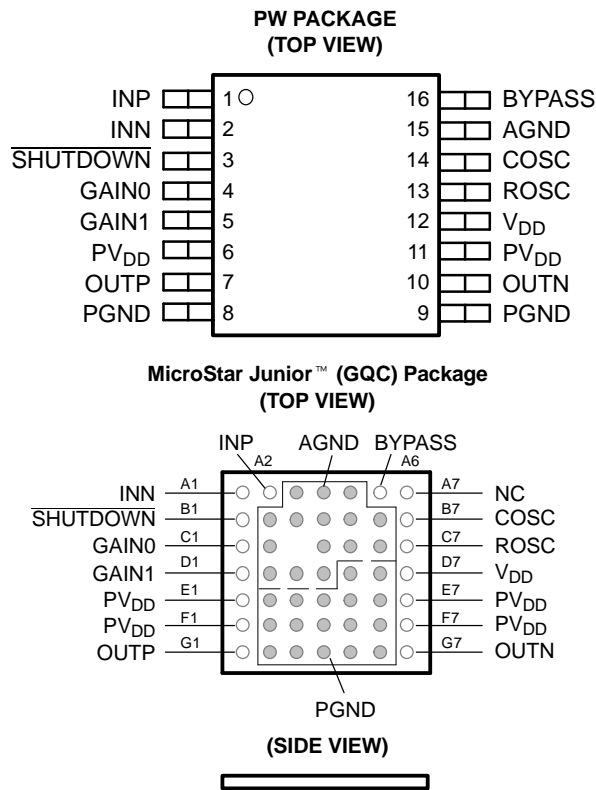 PW PACKAGE
(TOP VIEW)
INP 1 16 BYPASS
INN 2 15 AGND
SHUTDOWN 3 14 COSC
GAIN0 4 13 ROSC
GAIN1 5 12 VDD
PVDD 6 11 PVDD
OUTP 7 10 OUTN
PGND 8 9 PGND
MicroStar Junior™ (GQC) Package
(TOP VIEW)
INP AGND BYPASS
A2 A6
INN A1 A7 NC
SHUTDOWN B1 B7 COSC
GAIN0 C1 C7 ROSC
GAIN1 D1 D7 VDD
PVDD E1 E7 PVDD
PVDD F1 F7 PVDD
OUTP G1 G7 OUTN
PGND
(SIDE VIEW)